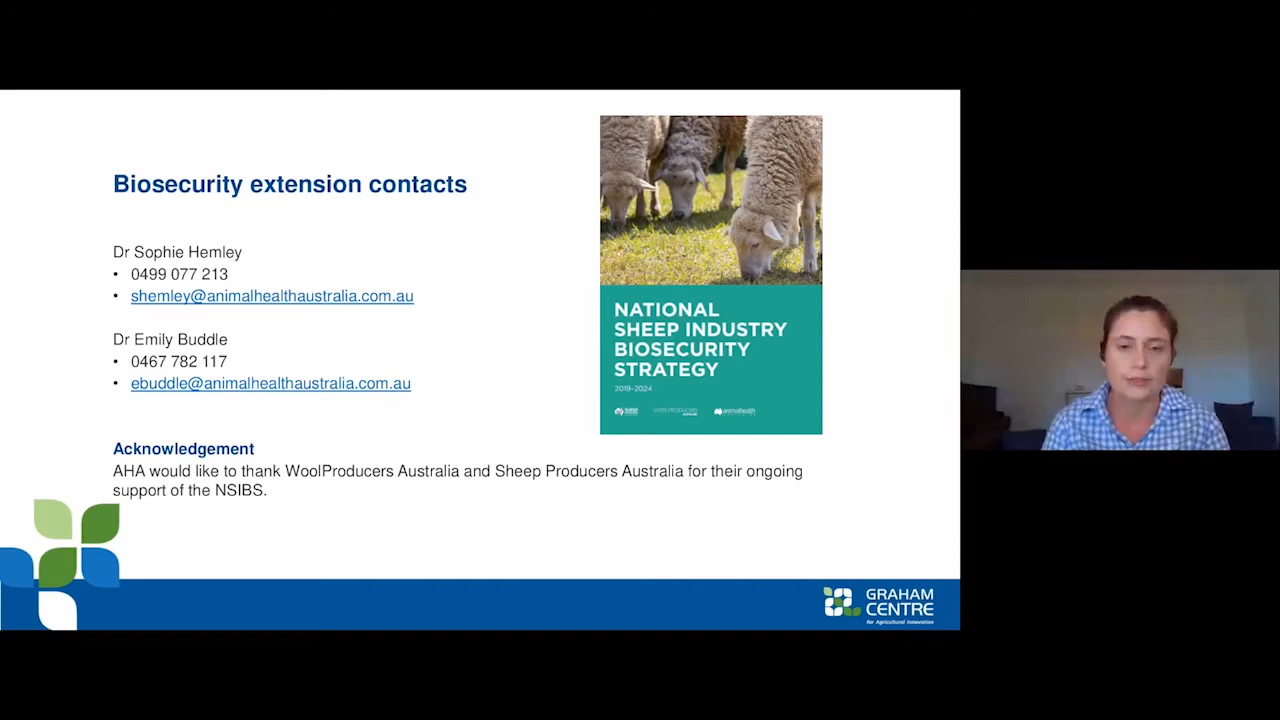 Biosecurity extension contacts
Dr Sophie Hemley
• 0499 077 213
• shemley@animalhealthaustralia.com.au
Dr Emily Buddle
• 0467 782 117
• ebuddle@animalhealthaustralia.com.au
Acknowledgement
AHA would like to thank WoolProducers Australia and Sheep Producers Australia for their ongoing
support of the NSIBS.
NATIONAL
SHEEP INDUSTRY
BIOSECURITY
STRATEGY
2019-2024
WOOLPRODUCERS
animalhealth
GRAHAM
CENTRE
for Agricultural Innovation